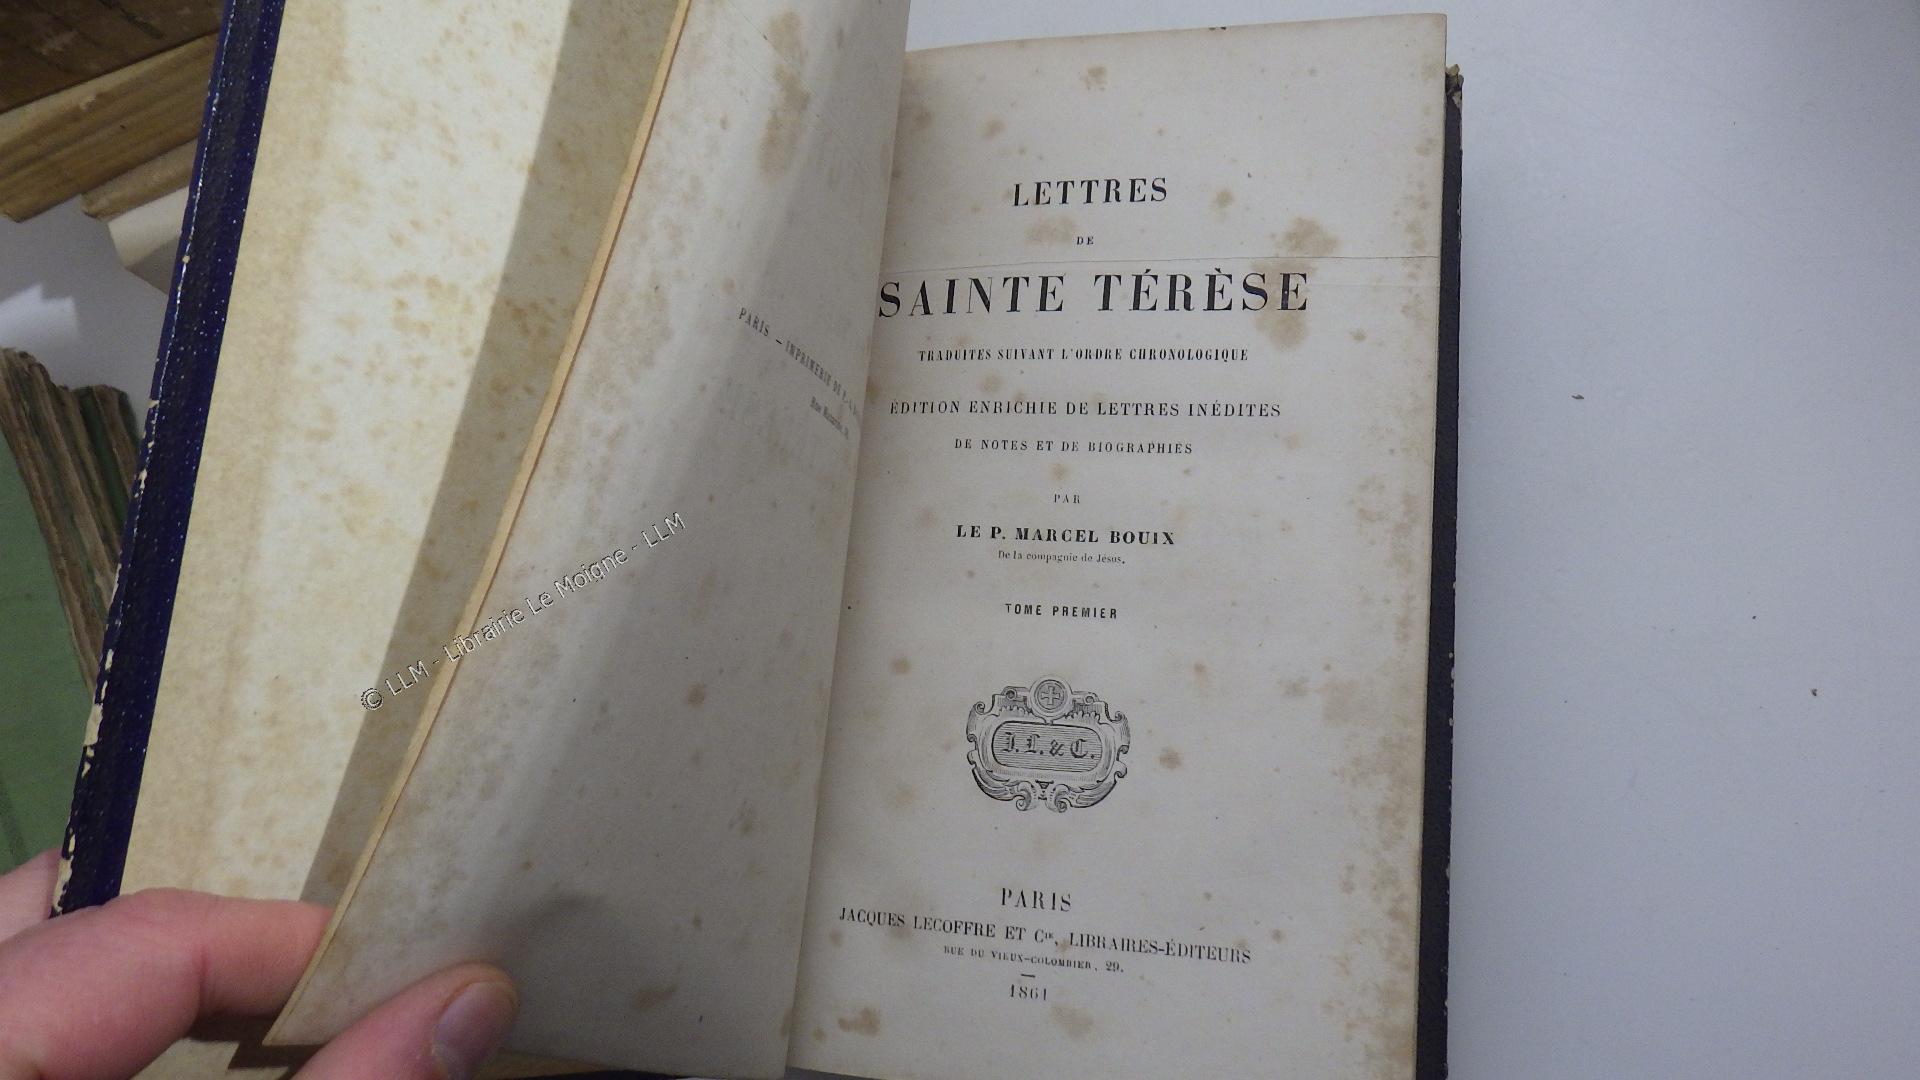 PARIS. — IMPRIMERIE DE
LETTRES
DE
SAINTE TÉRÈSE
TRADUITES SUIVANT L'ORDRE CHRONOLOGIQUE
ÉDITION ENRICHIE DE LETTRES INÉDITES
DE NOTES ET DE BIOGRAPHIES
PAR
LE P. MARCEL BOUIX
De la compagnie de Jésus.
TOME PREMIER
J. L. & C.
PARIS
JACQUES LECOFFRE ET Cie, LIBRAIRES-ÉDITEURS
RUE DU VIEUX-COLOMBIER, 29.
1861
© LLM - Librairie Le Moigne - LLM